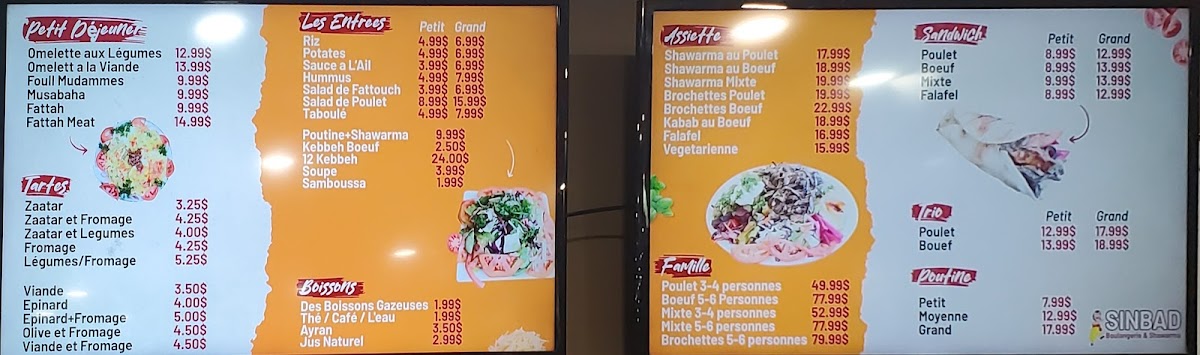 Petit Déjeuner
Omelette aux Légumes 12.99$
Omelett a la Viande 13.99$
Foull Mudammes 9.99$
Musabaha 9.99$
Fattah 9.99$
Fattah Meat 14.99$
Tartes
Zaatar 3.25$
Zaatar et Fromage 4.25$
Zaatar et Legumes 4.00$
Fromage 4.25$
Légumes/Fromage 5.25$
Viande 3.50$
Epinard 4.00$
Epinard+Fromage 5.00$
Olive et Fromage 4.50$
Viande et Fromage 4.50$
Les Entrees Petit Grand
Riz 4.99$ 6.99$
Potates 4.99$ 6.99$
Sauce a L'Ail 3.99$ 6.99$
Hummus 4.99$ 7.99$
Salad de Fattouch 3.99$ 6.99$
Salad de Poulet 8.99$ 15.99$
Taboulé 4.99$ 7.99$
Poutine+Shawarma 9.99$
Kebbeh Boeuf 2.50$
12 Kebbeh 24.00$
Soupe 3.99$
Samboussa 1.99$
Boissons
Des Boissons Gazeuses 1.99$
Thé / Café / L'eau 1.99$
Ayran 3.50$
Jus Naturel 2.99$
Assiette
Shawarma au Poulet 17.99$
Shawarma au Boeuf 18.99$
Shawarma Mixte 19.99$
Brochettes Poulet 19.99$
Brochettes Boeuf 22.99$
Kabab au Boeuf 18.99$
Falafel 16.99$
Vegetarienne 15.99$
Famille
Poulet 3-4 personnes 49.99$
Boeuf 5-6 Personnes 77.99$
Mixte 3-4 personnes 52.99$
Mixte 5-6 personnes 77.99$
Brochettes 5-6 personnes 79.99$
Sandwich Petit Grand
Poulet 8.99$ 12.99$
Boeuf 8.99$ 13.99$
Mixte 9.99$ 13.99$
Falafel 8.99$ 12.99$
Trio Petit Grand
Poulet 12.99$ 17.99$
Bouef 13.99$ 18.99$
Poutine
Petit 7.99$
Moyenne 12.99$
Grand 17.99$
SINBAD
Boulangerie & Shawarma